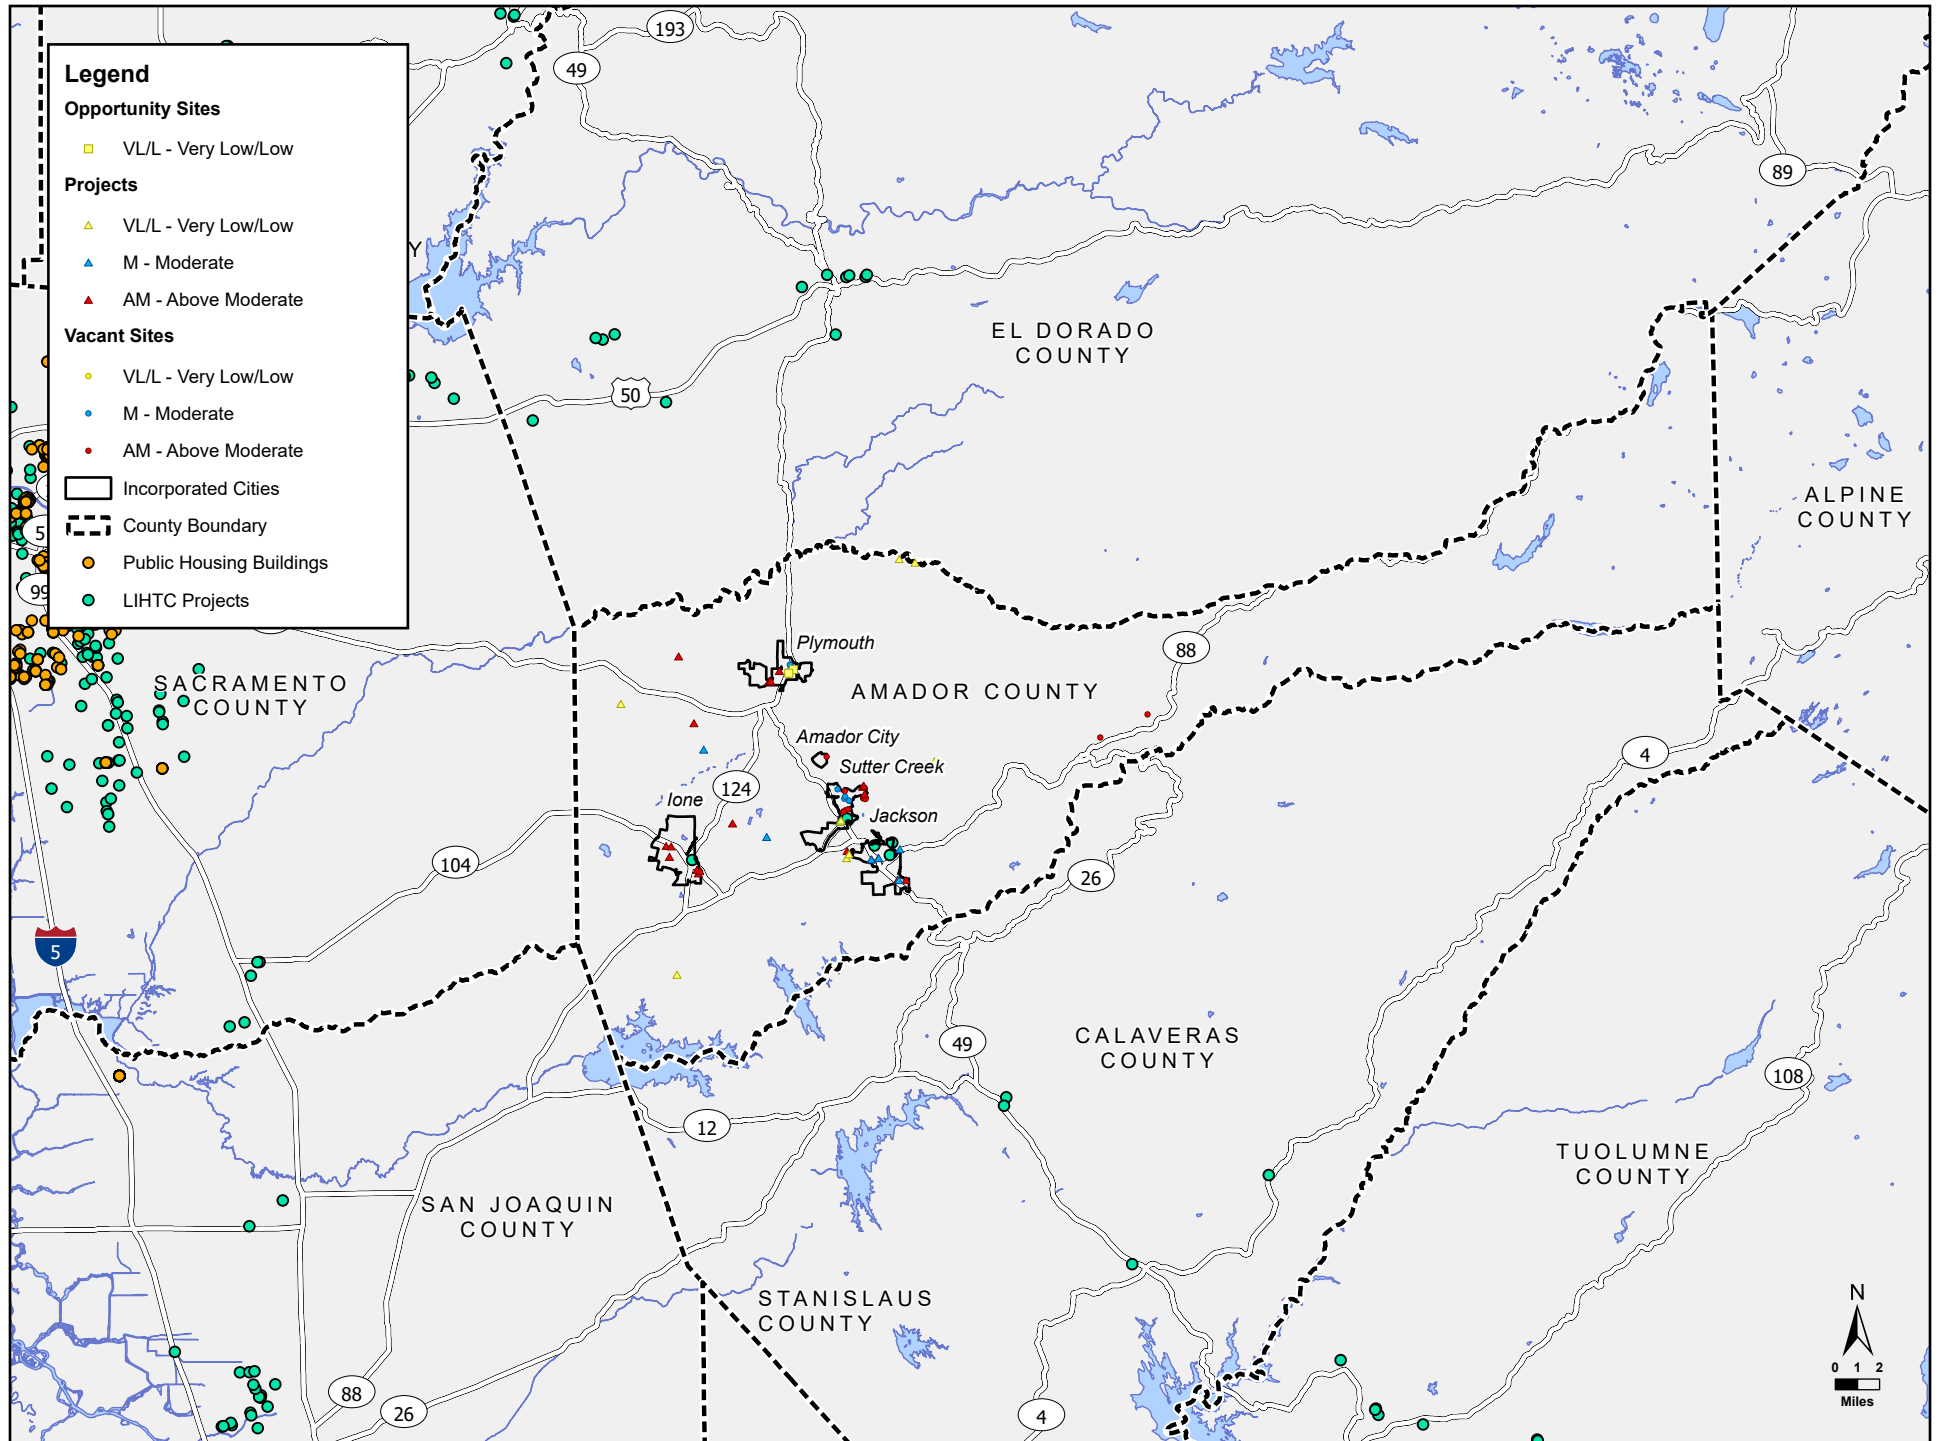 Legend
Opportunity Sites
VL/L - Very Low/Low
Projects
VL/L - Very Low/Low
M - Moderate
AM - Above Moderate
Vacant Sites
VL/L - Very Low/Low
M - Moderate
AM - Above Moderate
Incorporated Cities
County Boundary
Public Housing Buildings
LIHTC Projects
193
49
89
Y
EL DORADO
COUNTY
50
ALPINE
COUNTY
5
99
Plymouth
88
SACRAMENTO
COUNTY
AMADOR COUNTY
Amador City
4
Sutter Creek
124
Ione
Jackson
104
26
5
49
CALAVERAS
COUNTY
108
12
TUOLUMNE
COUNTY
SAN JOAQUIN
COUNTY
STANISLAUS
COUNTY
N
0 1 2
Miles
88
26
4